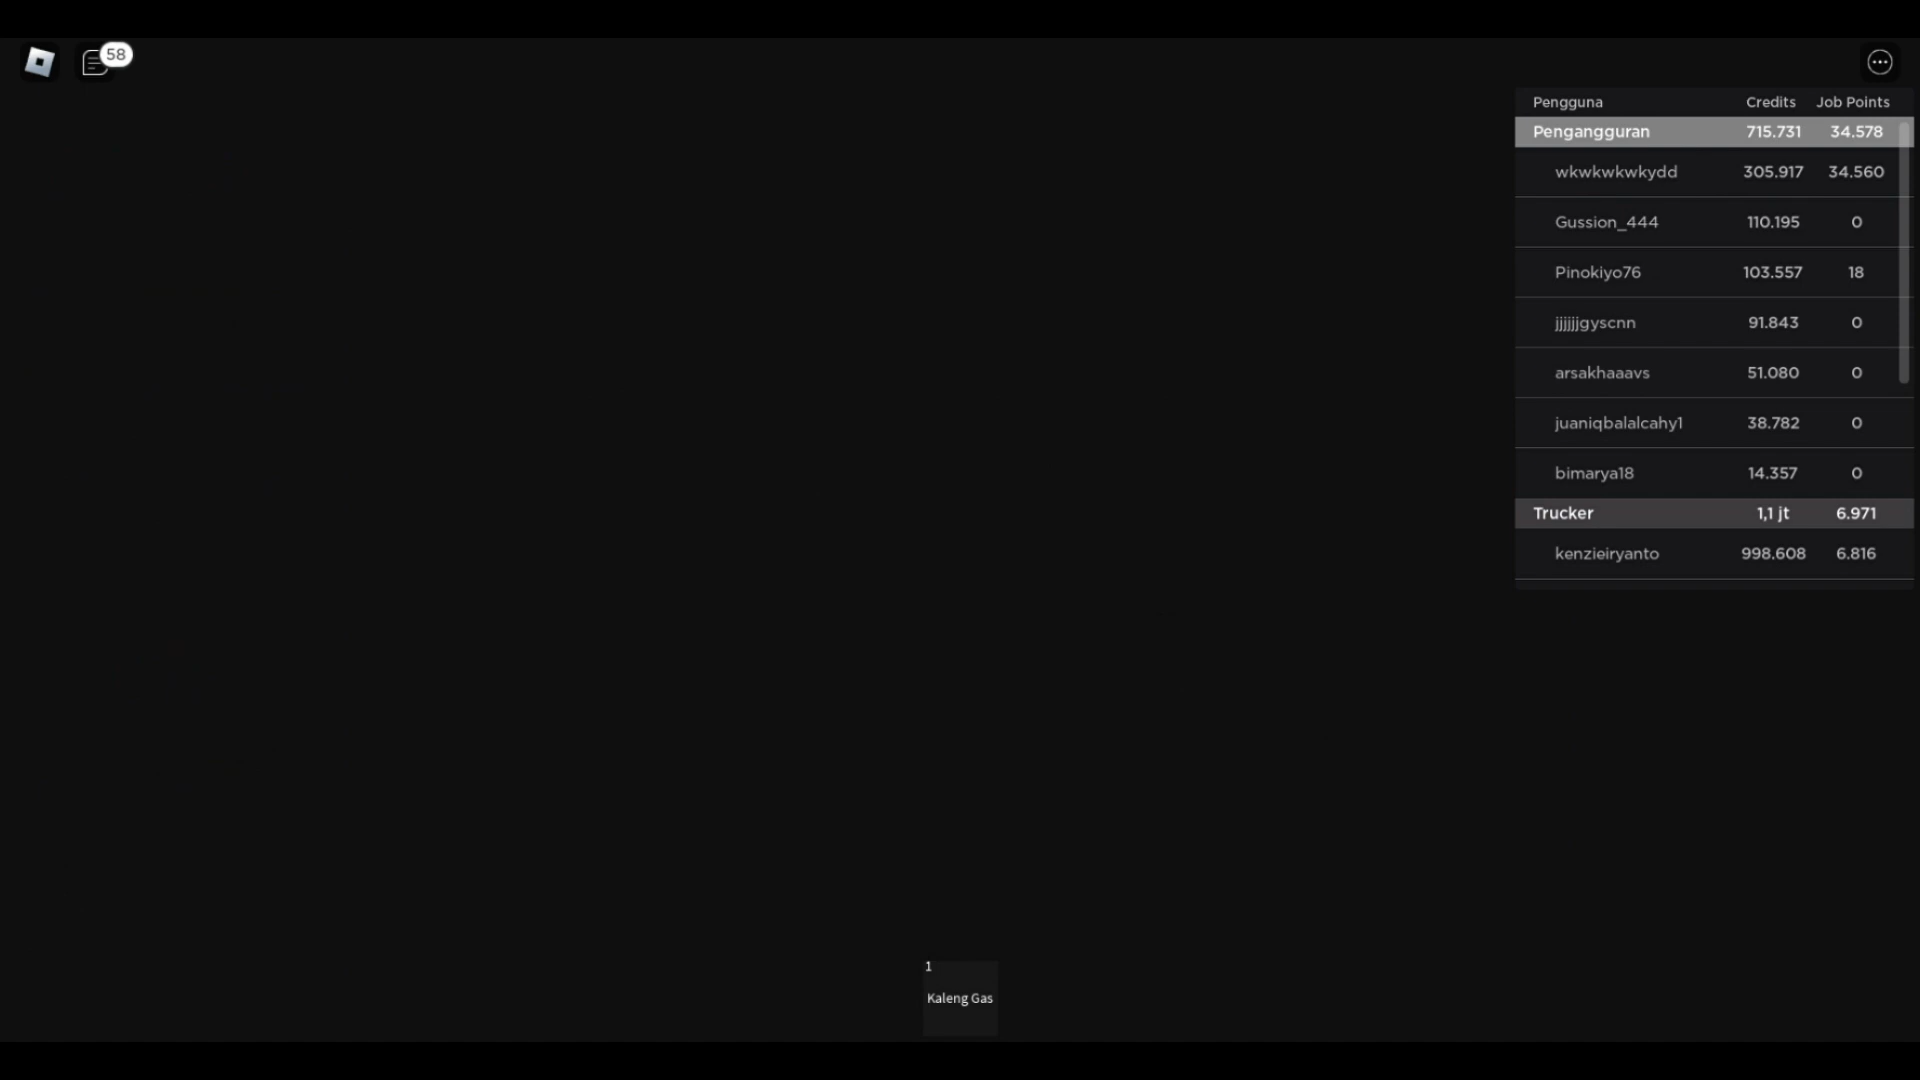 58
Pengguna Credits Job Points
Pengangguran 715.731 34.578
wkwkwkwkydd 305.917 34.560
Gussion_444 110.195 0
Pinokiyo76 103.557 18
jjjjjjgyscnn 91.843 0
arsakhaaavs 51.080 0
juaniqbalalcahy1 38.782 0
bimarya18 14.357 0
Trucker 1,1 jt 6.971
kenzieiryanto 998.608 6.816
1
Kaleng Gas